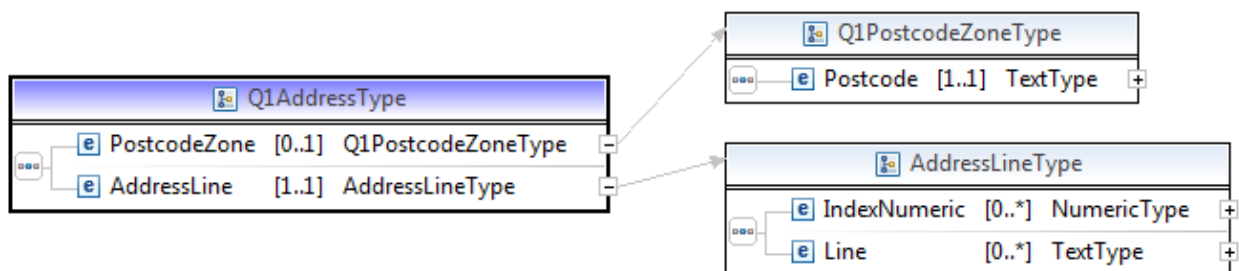 Q1AddressType
e PostcodeZone [0..1] Q1PostcodeZoneType
e AddressLine [1..1] AddressLineType
Q1PostcodeZoneType
e Postcode [1..1] TextType
AddressLineType
e IndexNumeric [0..*] NumericType
e Line [0..*] TextType